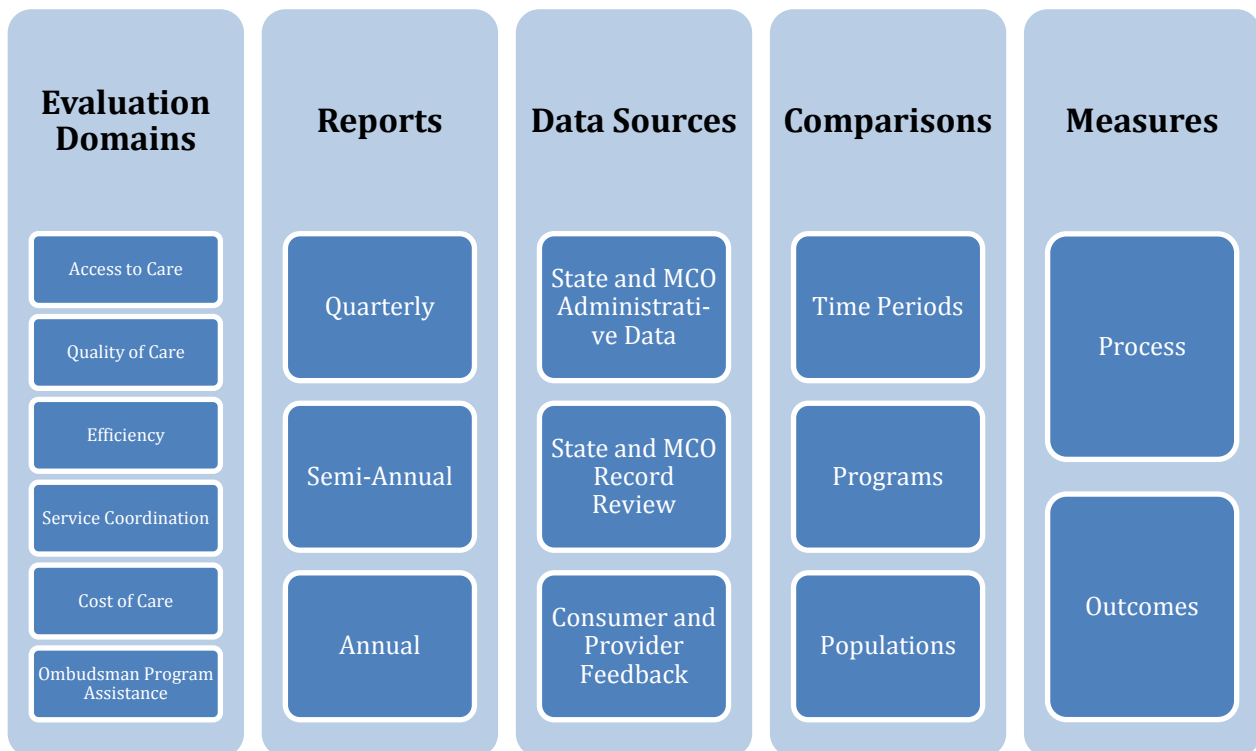 Evaluation
Domains
Access to Care
Quality of Care
Efficiency
Service Coordination
Cost of Care
Ombudsman Program
Assistance
Reports
Quarterly
Semi-Annual
Annual
Data Sources
State and MCO
Administrati-
ve Data
State and MCO
Record
Review
Consumer and
Provider
Feedback
Comparisons
Time Periods
Programs
Populations
Measures
Process
Outcomes